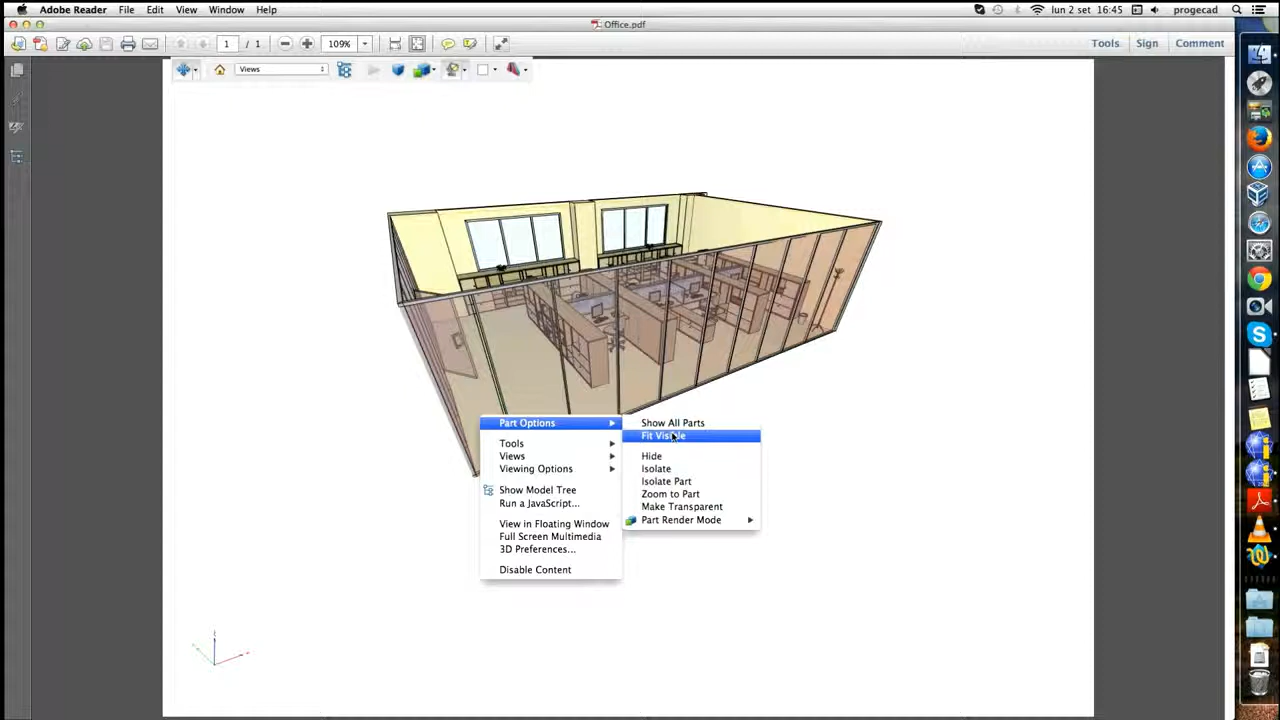 Adobe Reader File Edit View Window Help lun 2 set 16:45 progecad
Office.pdf
1 / 1 109% Tools Sign Comment
Views
Part Options
Tools
Views
Viewing Options
Show Model Tree
Run a JavaScript...
View in Floating Window
Full Screen Multimedia
3D Preferences...
Disable Content
Show All Parts
Fit Visible
Hide
Isolate
Isolate Part
Zoom to Part
Make Transparent
Part Render Mode